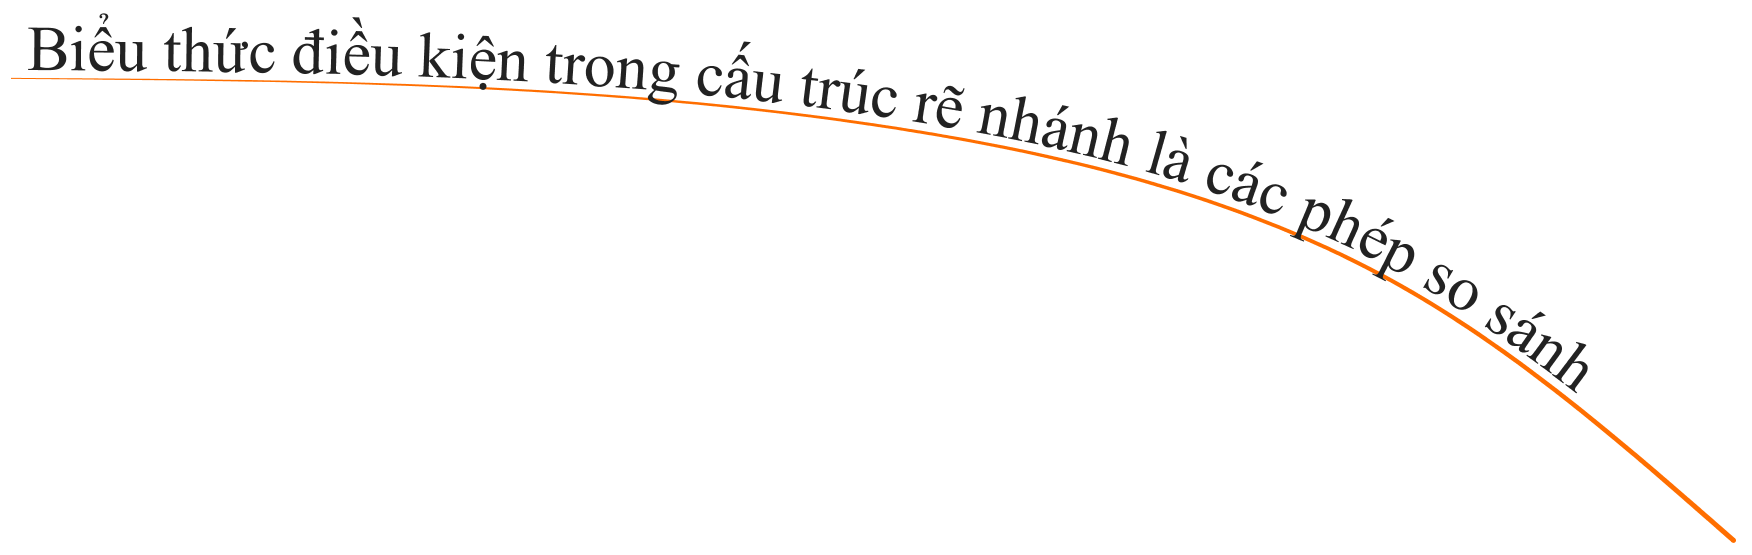 Biểu thức điều kiện trong cấu trúc rẽ nhánh là các phép so sánh